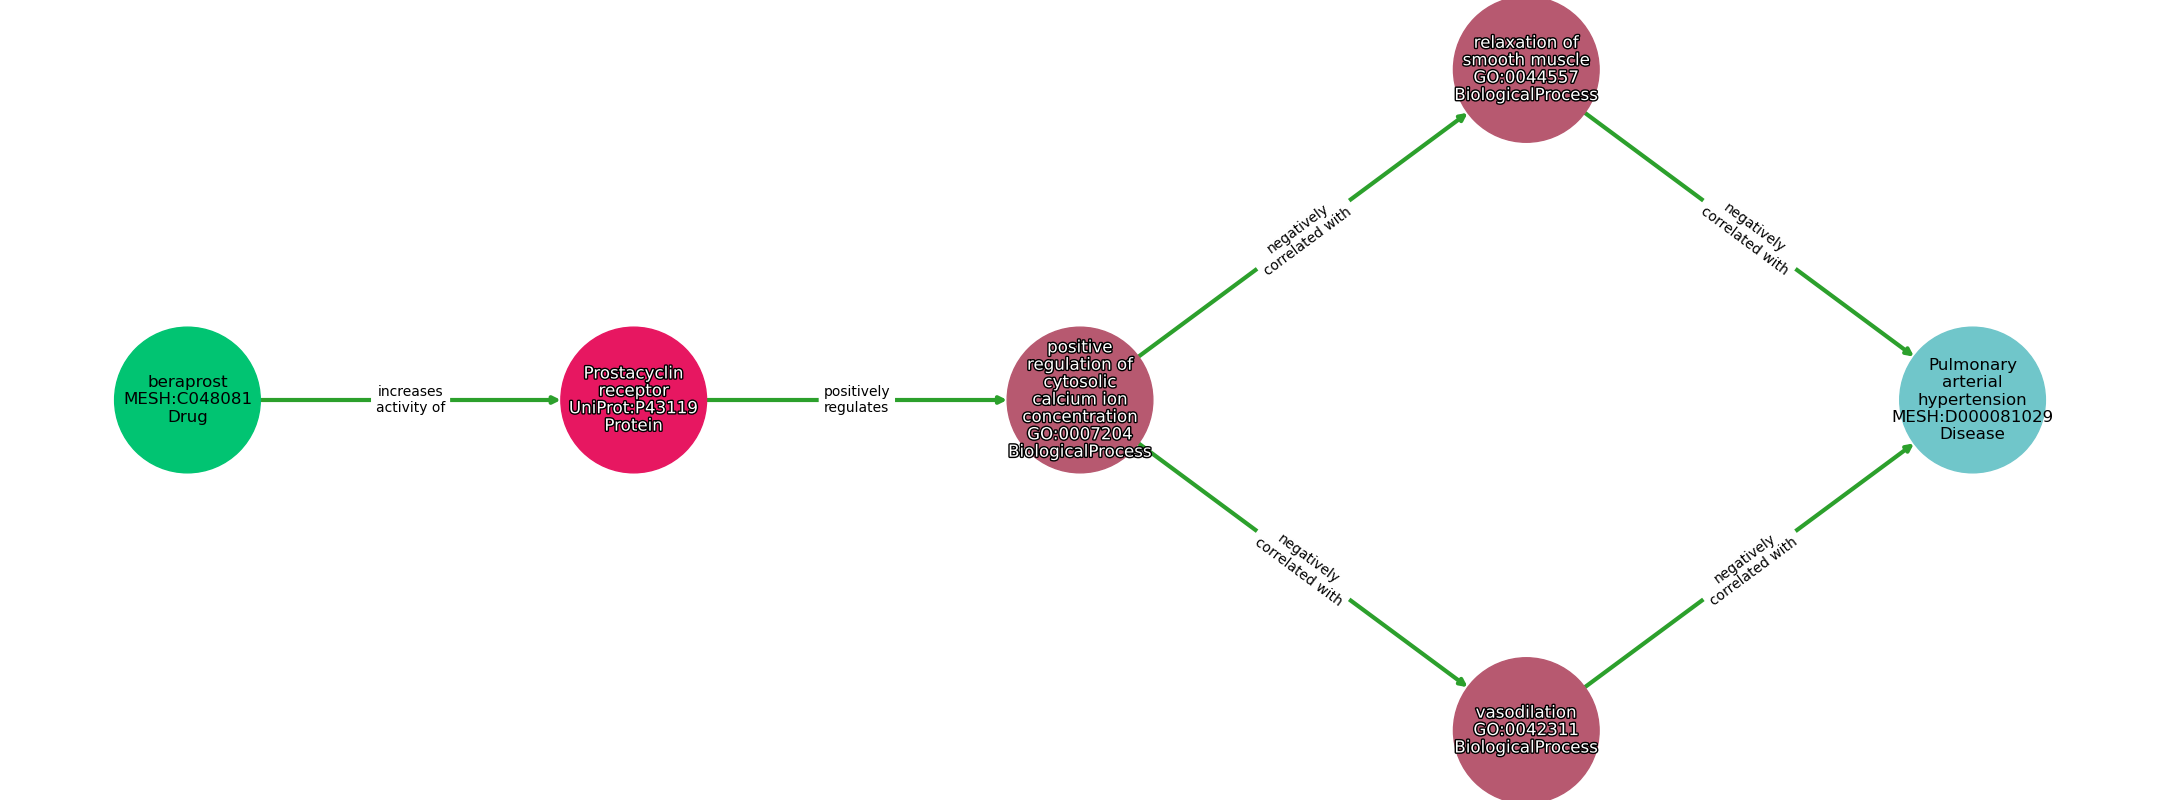 beraprost
MESH:C048081
Drug
increases
activity of
Prostacyclin
receptor
UniProt:P43119
Protein
positively
regulates
positive
regulation of
cytosolic
calcium ion
concentration
GO:0007204
BiologicalProcess
negatively
correlated with
relaxation of
smooth muscle
GO:0044557
BiologicalProcess
negatively
correlated with
negatively
correlated with
vasodilation
GO:0042311
BiologicalProcess
negatively
correlated with
Pulmonary
arterial
hypertension
MESH:D000081029
Disease